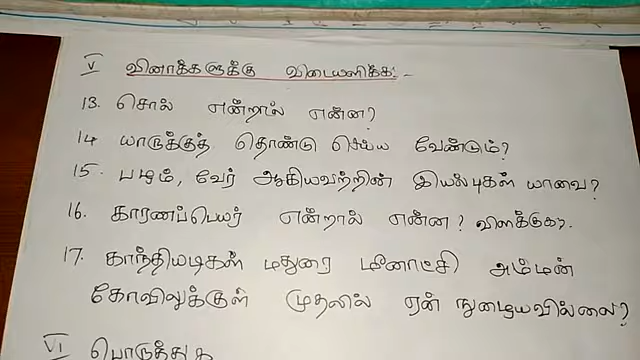 V வினாக்களுக்கு விடையளிக்க:-
13. சொல் என்றால் என்ன?
14 யாருக்குத் தொண்டு செய்ய வேண்டும்?
15. படிம், வேர் ஆகியவற்றின் இயல்புகள் யாவை?
16. காரணப்பெயர் என்றால் என்ன? விளக்குக.
17. காந்தியடிகள் மதுரை மீனாட்சி அம்மன்
கோவிலுக்குள் முதலில் ஏன் நுழையவில்லை?
VI பொருத்துக